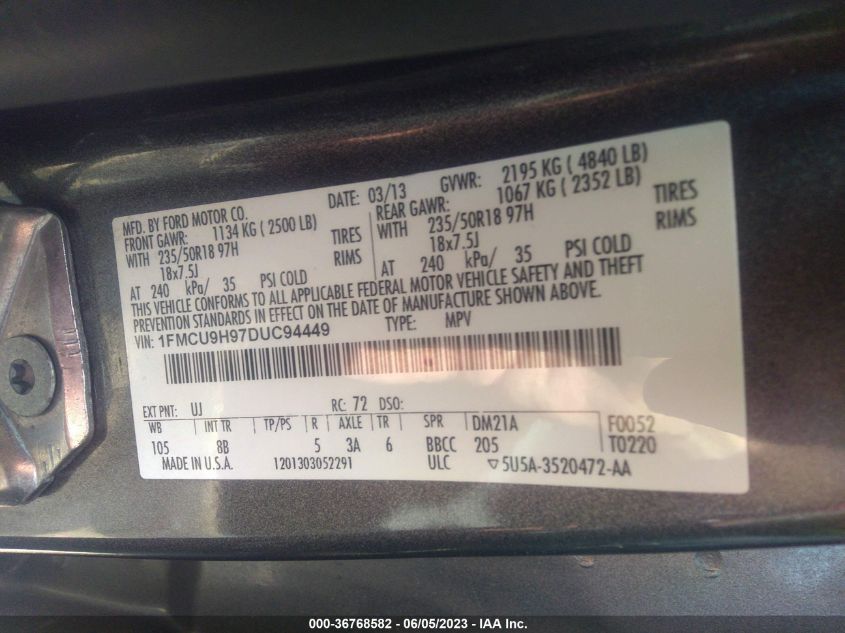 MFD. BY FORD MOTOR CO.
DATE: 03/13 GVWR: 2195 KG ( 4840 LB)
FRONT GAWR: 1134 KG ( 2500 LB)
REAR GAWR: 1067 KG ( 2352 LB)
WITH 235/50R18 97H TIRES
WITH 235/50R18 97H TIRES
18x7.5J RIMS
18x7.5J RIMS
AT 240 kPa/ 35 PSI COLD
AT 240 kPa/ 35 PSI COLD
THIS VEHICLE CONFORMS TO ALL APPLICABLE FEDERAL MOTOR VEHICLE SAFETY AND THEFT
PREVENTION STANDARDS IN EFFECT ON THE DATE OF MANUFACTURE SHOWN ABOVE.
VIN: 1FMCU9H97DUC94449 TYPE: MPV
EXT PNT: UJ RC: 72 DSO:
WB INT TR TP/PS R AXLE TR SPR DM21A F0052
105 8B 5 3A 6 BBCC 205 T0220
MADE IN U.S.A. 1201303052291 ULC ▽5U5A-3520472-AA
000-36768582 - 06/05/2023 - IAA Inc.